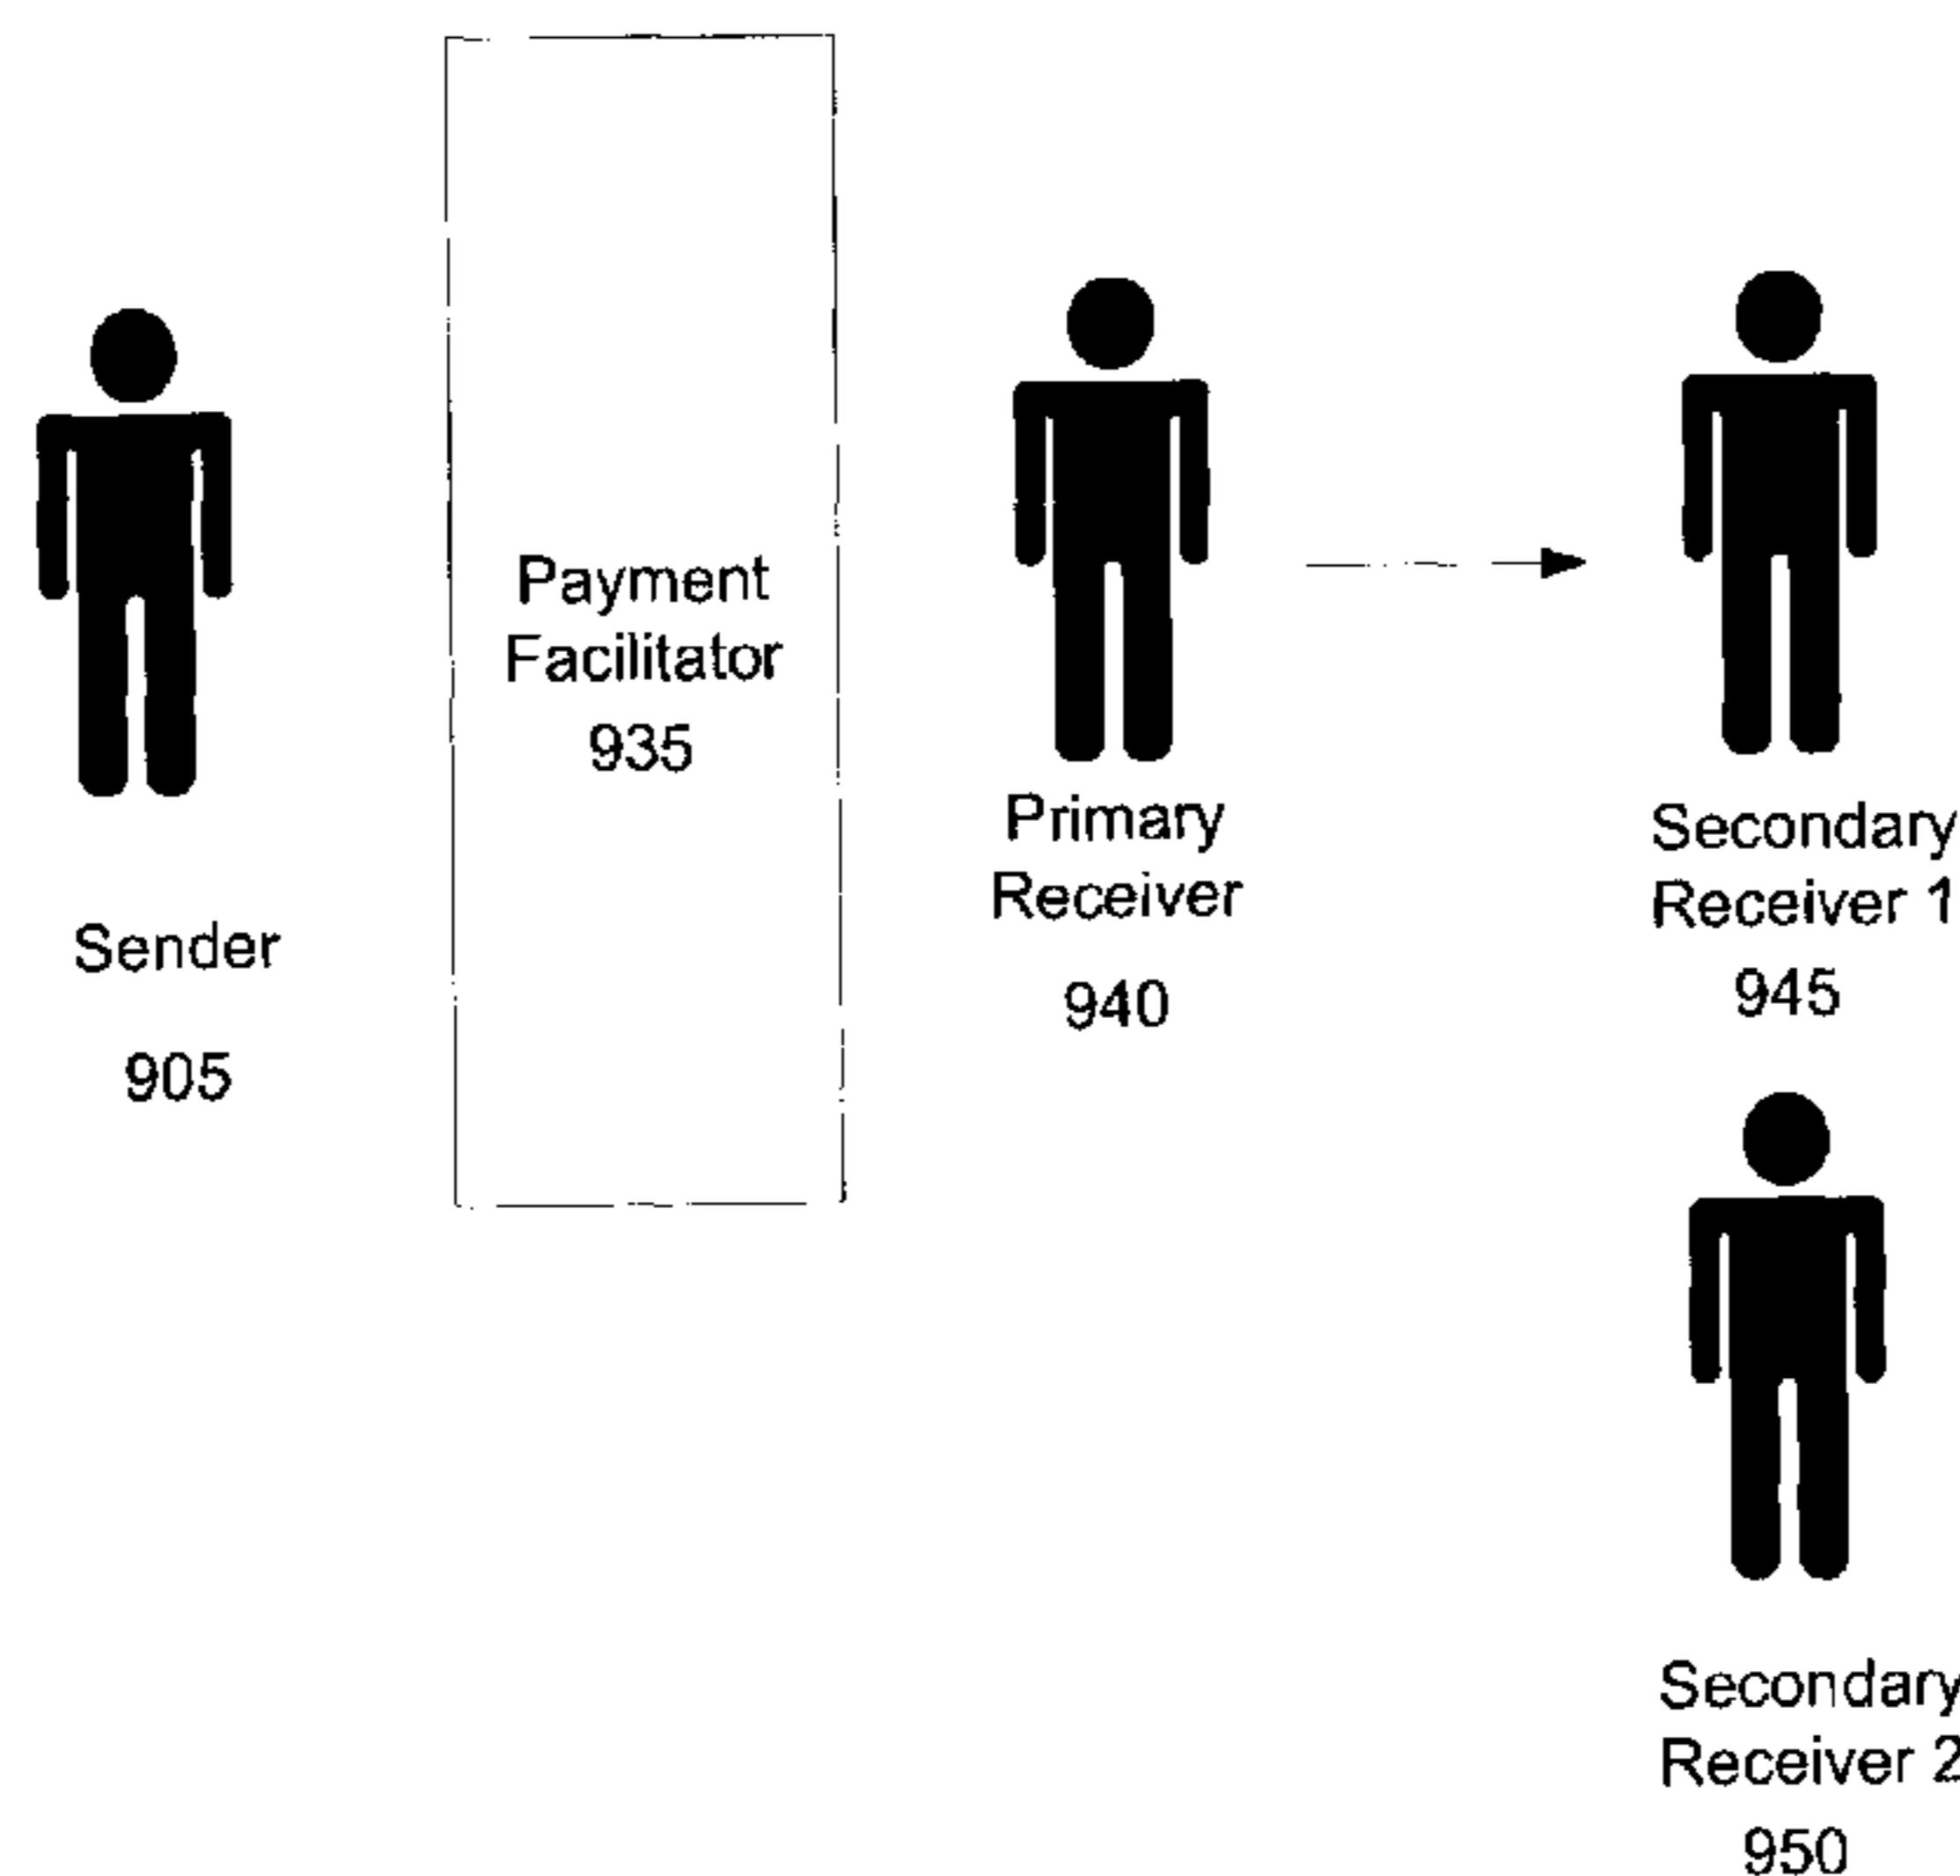 Payment
Facilitator
935
Sender
905
Primary
Receiver
940
Secondary
Receiver 1
945
Secondary
Receiver 2
950